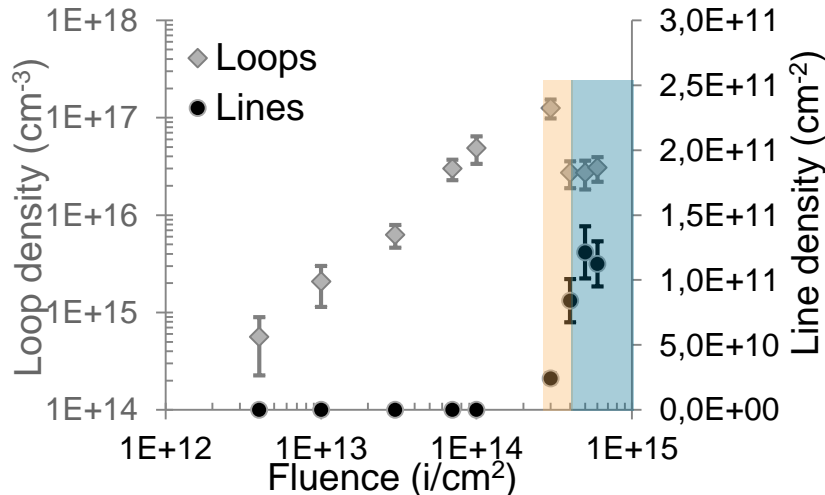 1E+18
1E+17
1E+16
1E+15
1E+14
Loop density (cm-3)
Loops
Lines
3,0E+11
2,5E+11
2,0E+11
1,5E+11
1,0E+11
5,0E+10
0,0E+00
Line density (cm-2)
1E+12
1E+13
1E+14
1E+15
Fluence (i/cm2)